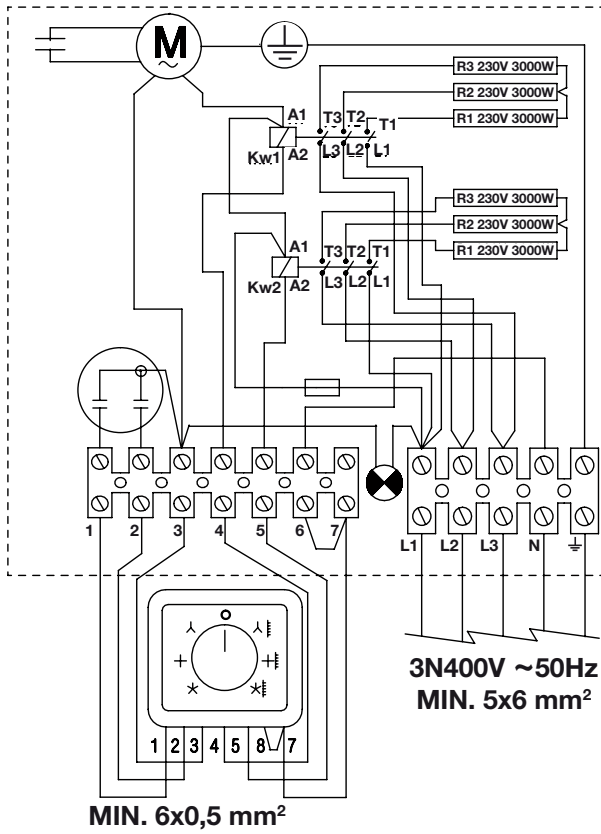 M
~
R3 230V 3000W
R2 230V 3000W
R1 230V 3000W
A1
T3 T2 T1
Kw1 A2 L3 L2 L1
R3 230V 3000W
R2 230V 3000W
R1 230V 3000W
A1
T3 T2 T1
Kw2 A2 L3 L2 L1
1 2 3 4 5 6 7
L1 L2 L3 N
3N400V ~50Hz
MIN. 5x6 mm²
1 2 3 4 5 8 7
MIN. 6x0,5 mm²